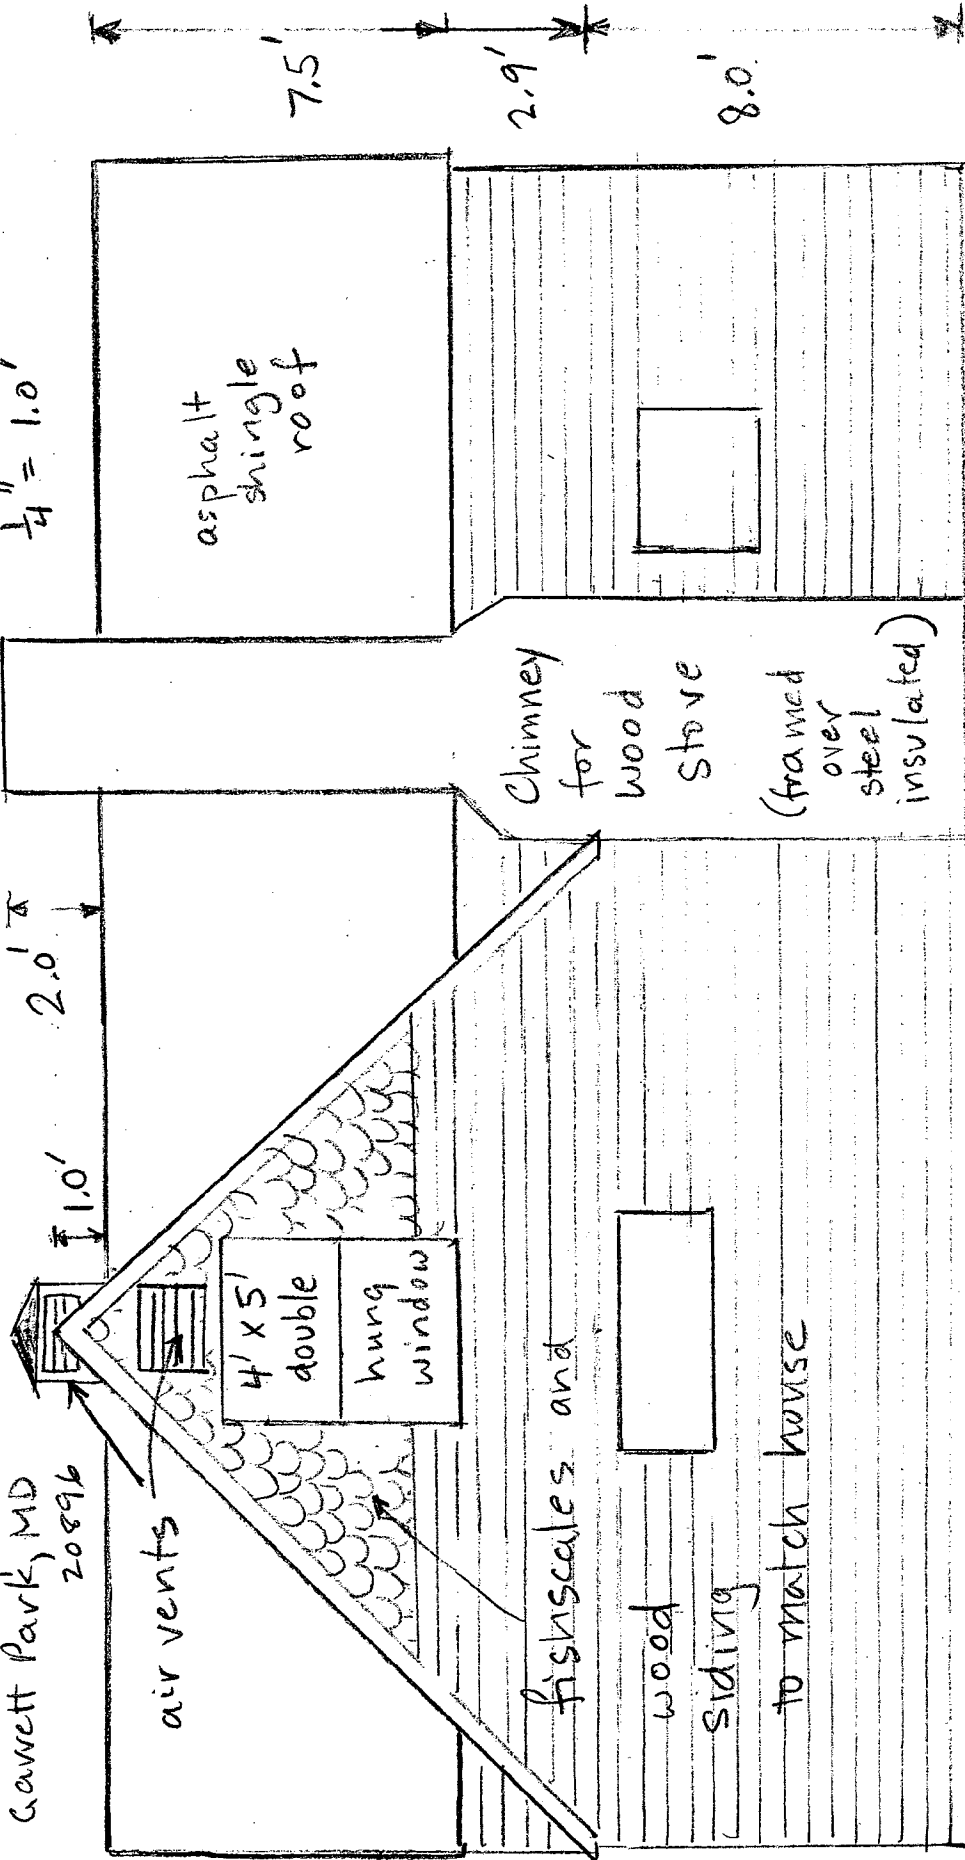 Garrett Park, MD
20896
1/4" = 1.0'
1.0'
2.0'
7.5'
2.9'
8.0'
air vents
asphalt
shingle
roof
4' x 5'
double
hung
window
fishscales and
wood
siding
to match house
Chimney
for
wood
stove
(framed
over
steel
insulated)